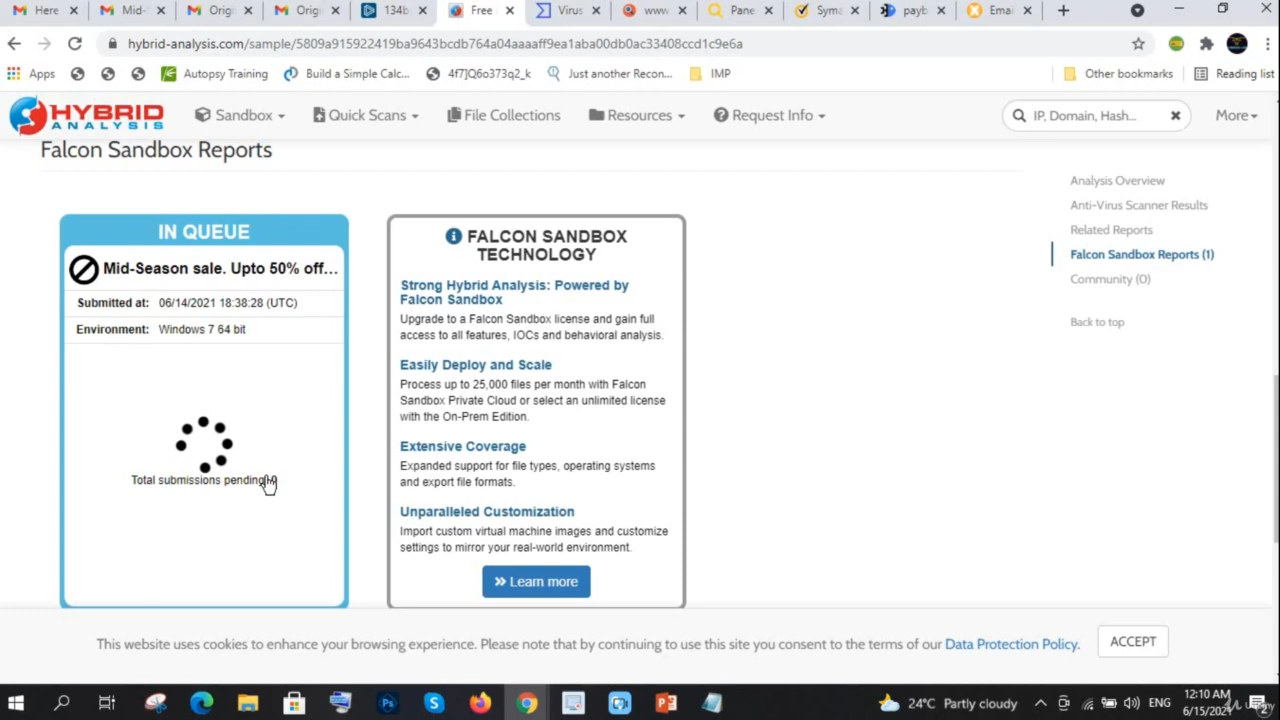 Here
Mid-
Origi
Origi
134b
Free
Virus
www
Pane
Syma
payb
Emai
hybrid-analysis.com/sample/5809a915922419ba9643bcdb764a04aaaaff9ea1aba00db0ac33408ccd1c9e6a
Apps
Autopsy Training
Build a Simple Calc...
4f7]Q6o373q2_k
Just another Recon...
IMP
Other bookmarks
Reading list
HYBRID
ANALYSIS
Sandbox
Quick Scans
File Collections
Resources
Request Info
IP, Domain, Hash...
More
Falcon Sandbox Reports
IN QUEUE
Mid-Season sale. Upto 50% off...
Submitted at: 06/14/2021 18:38:28 (UTC)
Environment: Windows 7 64 bit
Total submissions pending
FALCON SANDBOX
TECHNOLOGY
Strong Hybrid Analysis: Powered by
Falcon Sandbox
Upgrade to a Falcon Sandbox license and gain full
access to all features, IOCs and behavioral analysis.
Easily Deploy and Scale
Process up to 25,000 files per month with Falcon
Sandbox Private Cloud or select an unlimited license
with the On-Prem Edition.
Extensive Coverage
Expanded support for file types, operating systems
and export file formats.
Unparalleled Customization
Import custom virtual machine images and customize
settings to mirror your real-world environment.
Learn more
Analysis Overview
Anti-Virus Scanner Results
Related Reports
Falcon Sandbox Reports (1)
Community (0)
Back to top
This website uses cookies to enhance your browsing experience. Please note that by continuing to use this site you consent to the terms of our Data Protection Policy.
ACCEPT
24°C Partly cloudy
ENG
12:10 AM
6/15/2021